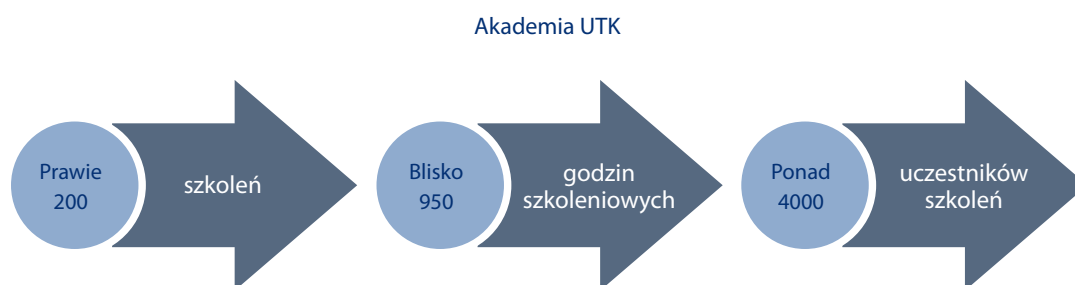 Akademia UTK
Prawie
200
szkoleń
Blisko
950
godzin
szkoleniowych
Ponad
4000
uczestników
szkoleń